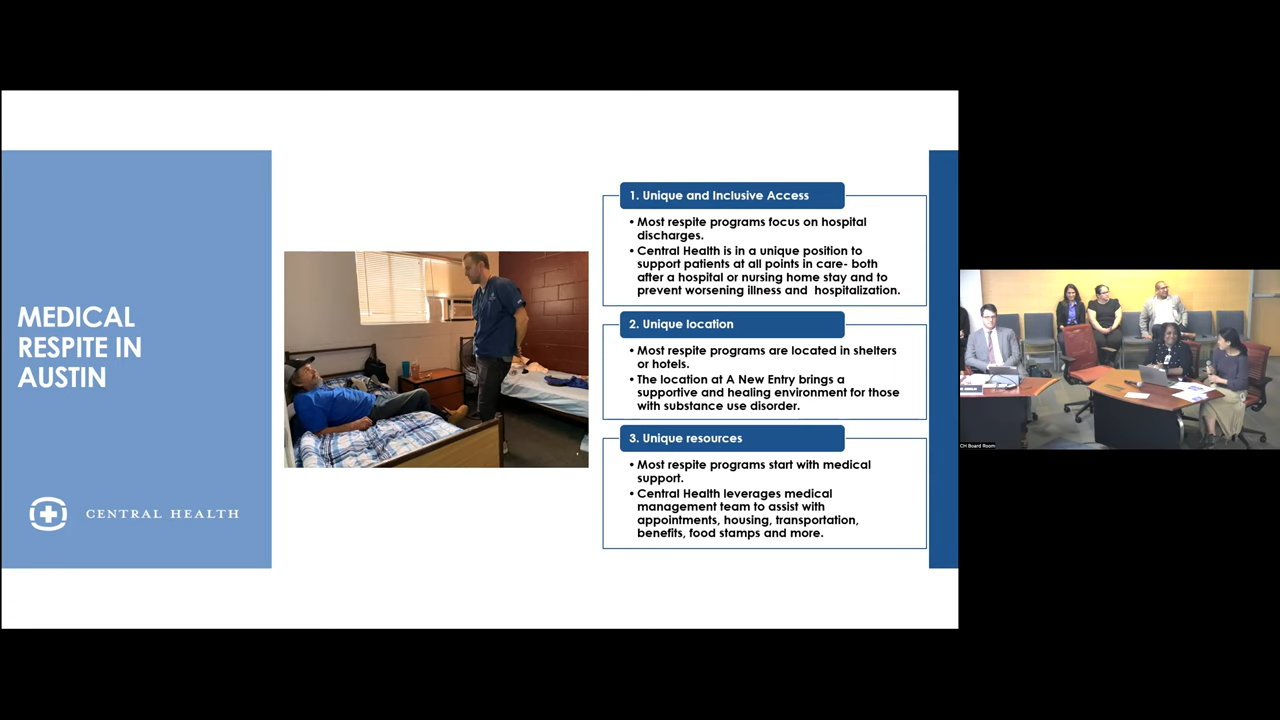 MEDICAL
RESPITE IN
AUSTIN
CENTRAL HEALTH
1. Unique and Inclusive Access
• Most respite programs focus on hospital
discharges.
• Central Health is in a unique position to
support patients at all points in care- both
after a hospital or nursing home stay and to
prevent worsening illness and hospitalization.
2. Unique location
• Most respite programs are located in shelters
or hotels.
• The location at A New Entry brings a
supportive and healing environment for those
with substance use disorder.
3. Unique resources
• Most respite programs start with medical
support.
• Central Health leverages medical
management team to assist with
appointments, housing, transportation,
benefits, food stamps and more.
CH Board Room